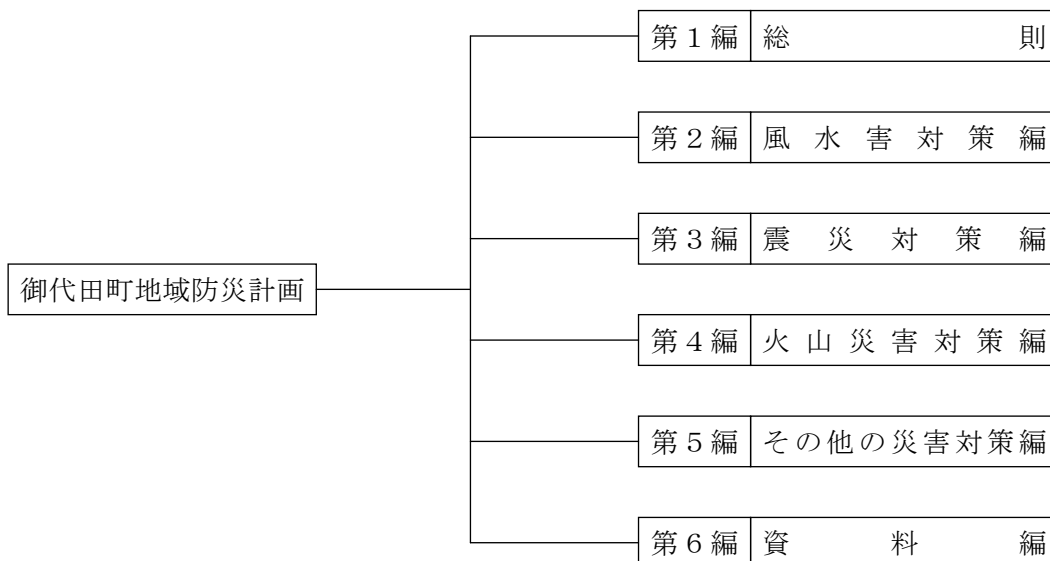 第１編 総則
第２編 風水害対策編
第３編 震災対策編
御代田町地域防災計画
第４編 火山災害対策編
第５編 その他の災害対策編
第６編 資料編